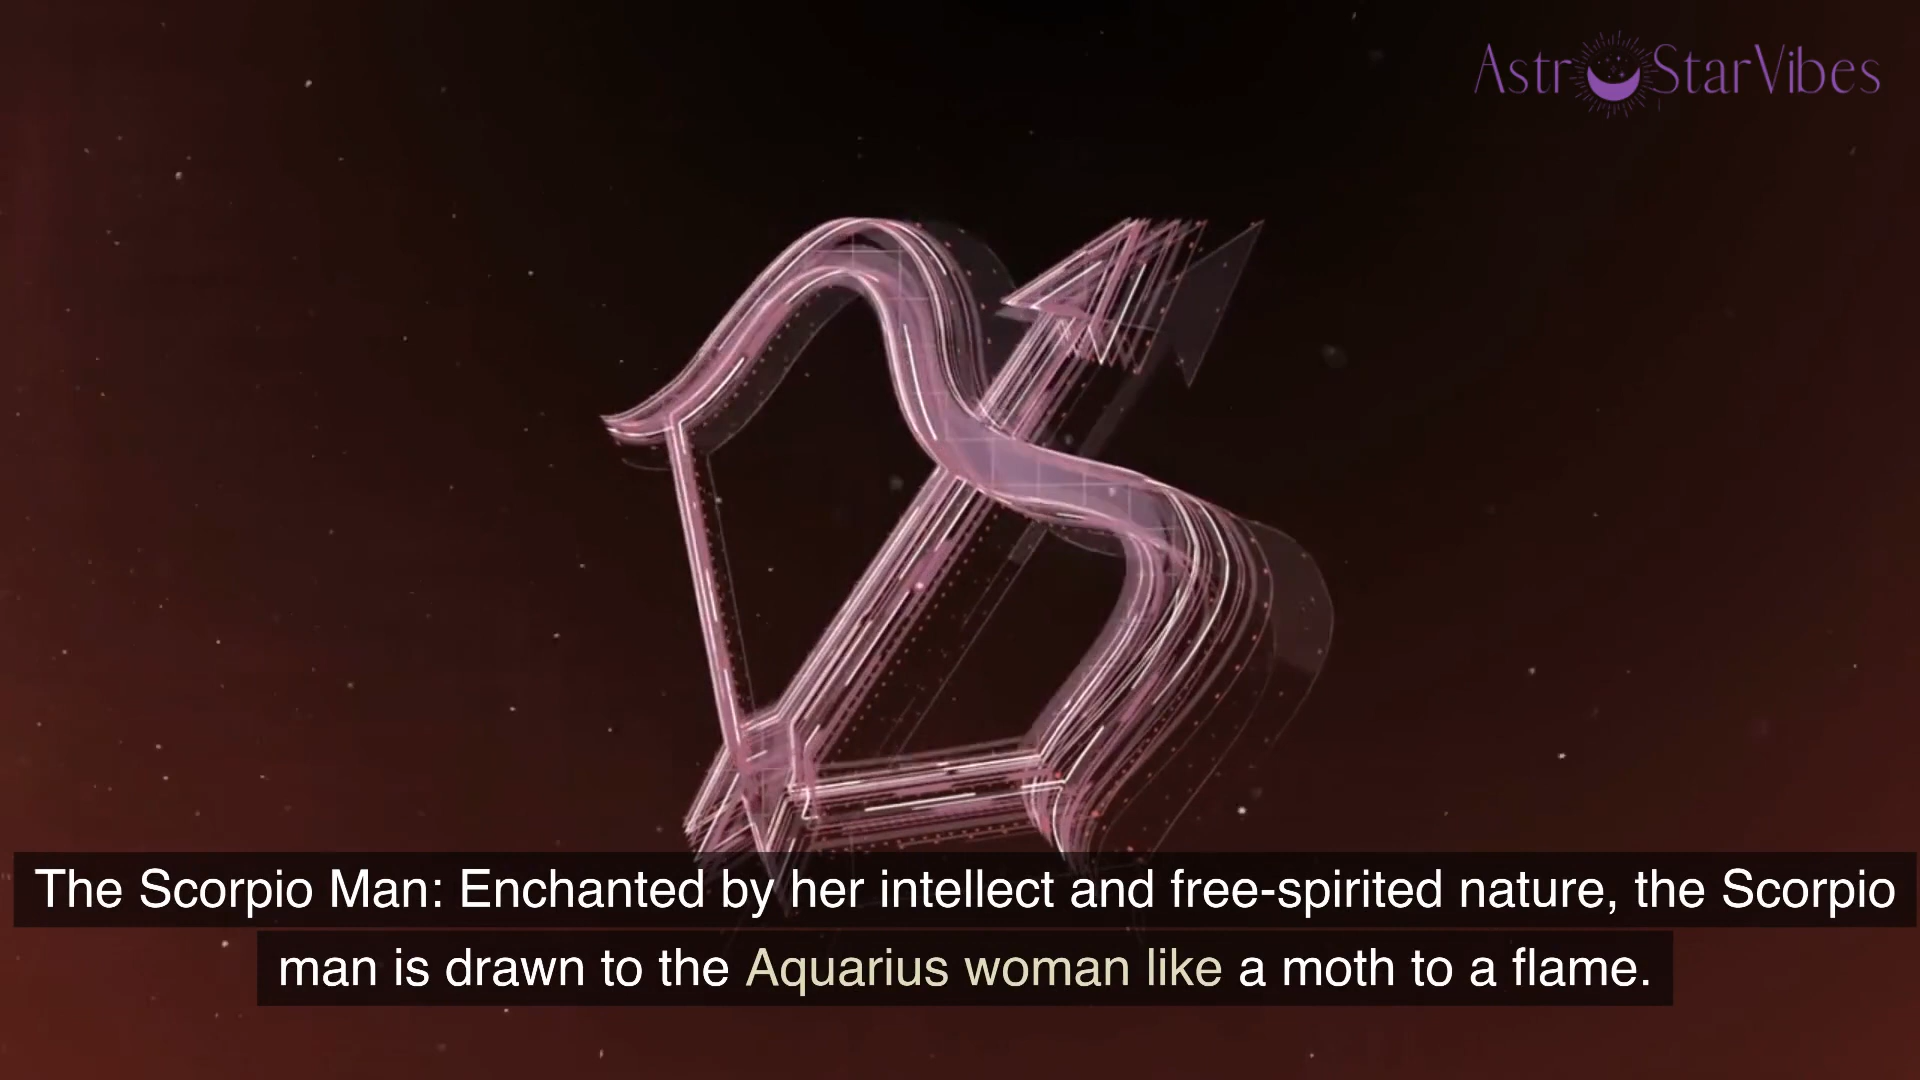 AstroStarVibes
The Scorpio Man: Enchanted by her intellect and free-spirited nature, the Scorpio
man is drawn to the Aquarius woman like a moth to a flame.